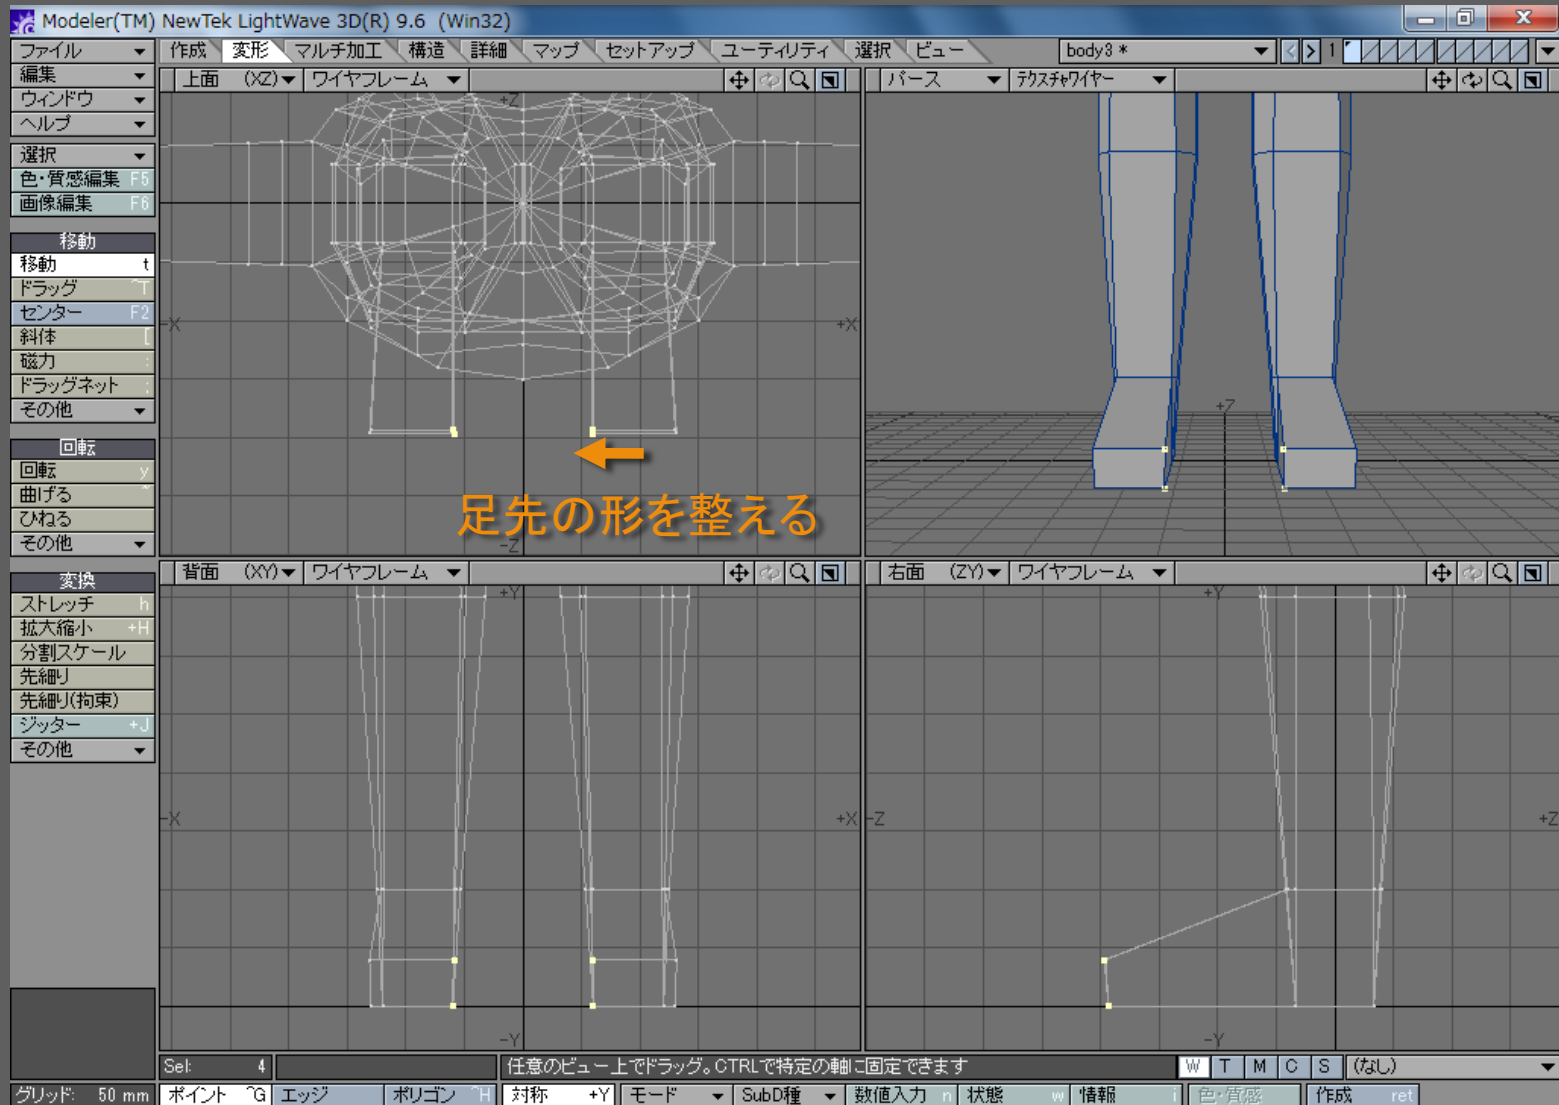 Modeler(TM) NewTek LightWave 3D(R) 9.6 (Win32)
ファイル 作成 変形 マルチ加工 構造 詳細 マップ セットアップ ユーティリティ 選択 ビュー body3 * < > 1
編集
ウィンドウ
ヘルプ
選択
色・質感編集 F5
画像編集 F6
移動
移動 t
ドラッグ ^T
センター F2
斜体 [
磁力 :
ドラッグネット ;
その他
回転
回転 y
曲げる ~
ひねる
その他
変換
ストレッチ h
拡大縮小 +H
分割スケール
先細り
先細り(拘束)
ジッター +J
その他
上面 (XZ) ワイヤフレーム
+Z
-X +X
足先の形を整える
-Z
パース テクスチャワイヤー
+Z
背面 (XY) ワイヤフレーム
+Y
-X +X
-Y
右面 (ZY) ワイヤフレーム
+Y
-Z +Z
-Y
Sel: 4 任意のビュー上でドラッグ。CTRLで特定の軸に固定できます W T M C S (なし)
グリッド: 50 mm ポイント ^G エッジ ポリゴン ^H 対称 +Y モード SubD種 数値入力 n 状態 w 情報 i 色・質感 作成 ret